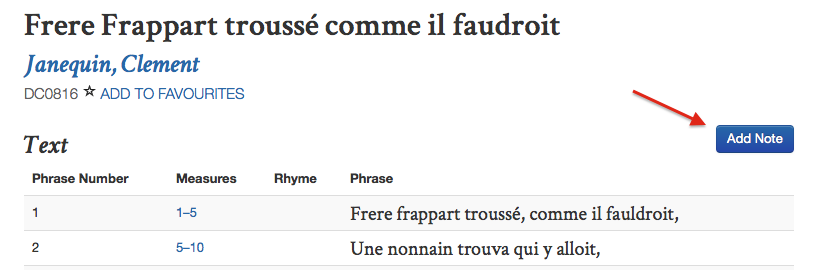 Frere Frappart troussé comme il faudroit
Janequin, Clement
DC0816 ☆ ADD TO FAVOURITES
Text
Add Note
Phrase Number Measures Rhyme Phrase
1 1–5 Frere frappart troussé, comme il fauldroit,
2 5–10 Une nonnain trouva qui y alloit,